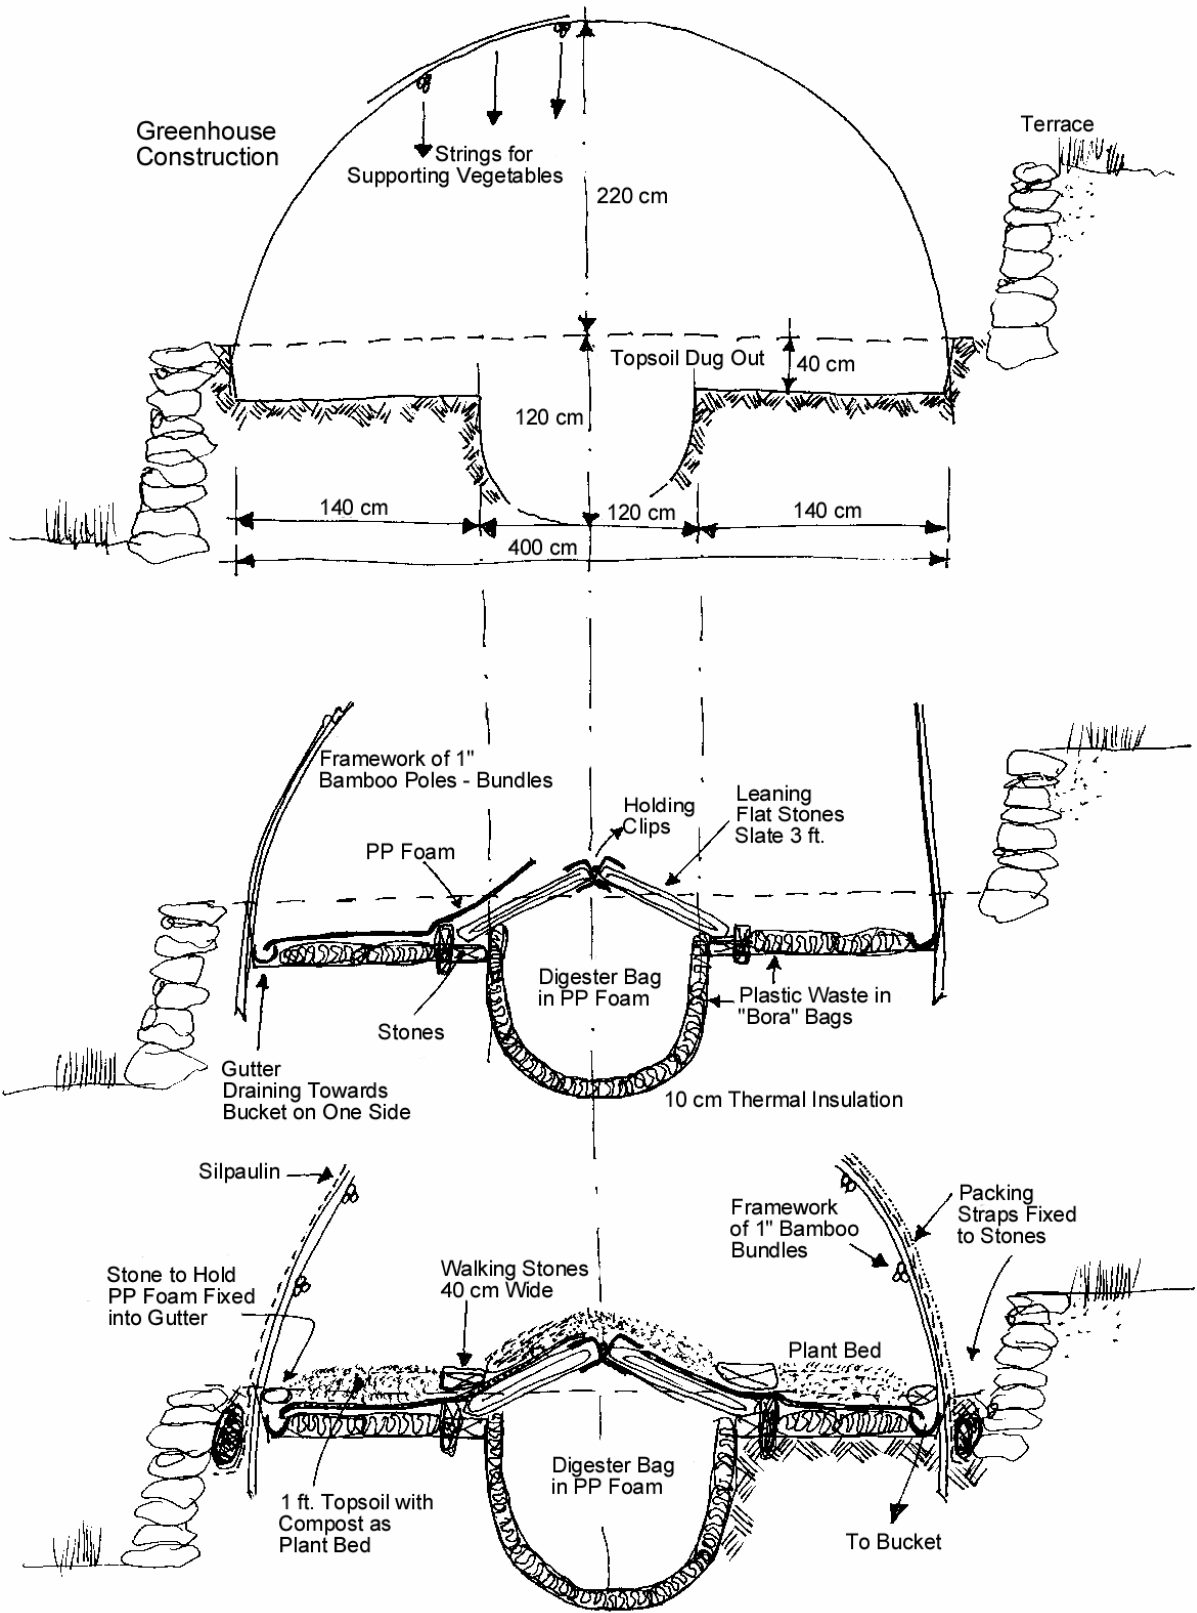 Greenhouse
Construction
Terrace
Strings for
Supporting Vegetables
220 cm
Topsoil Dug Out
40 cm
120 cm
140 cm
120 cm
140 cm
400 cm
Framework of 1"
Bamboo Poles - Bundles
Holding
Clips
Leaning
Flat Stones
Slate 3 ft.
PP Foam
Digester Bag
in PP Foam
Plastic Waste in
"Bora" Bags
Stones
Gutter
Draining Towards
Bucket on One Side
10 cm Thermal Insulation
Silpaulin
Framework
of 1" Bamboo
Bundles
Packing
Straps Fixed
to Stones
Stone to Hold
PP Foam Fixed
into Gutter
Walking Stones
40 cm Wide
Plant Bed
Digester Bag
in PP Foam
1 ft. Topsoil with
Compost as
Plant Bed
To Bucket